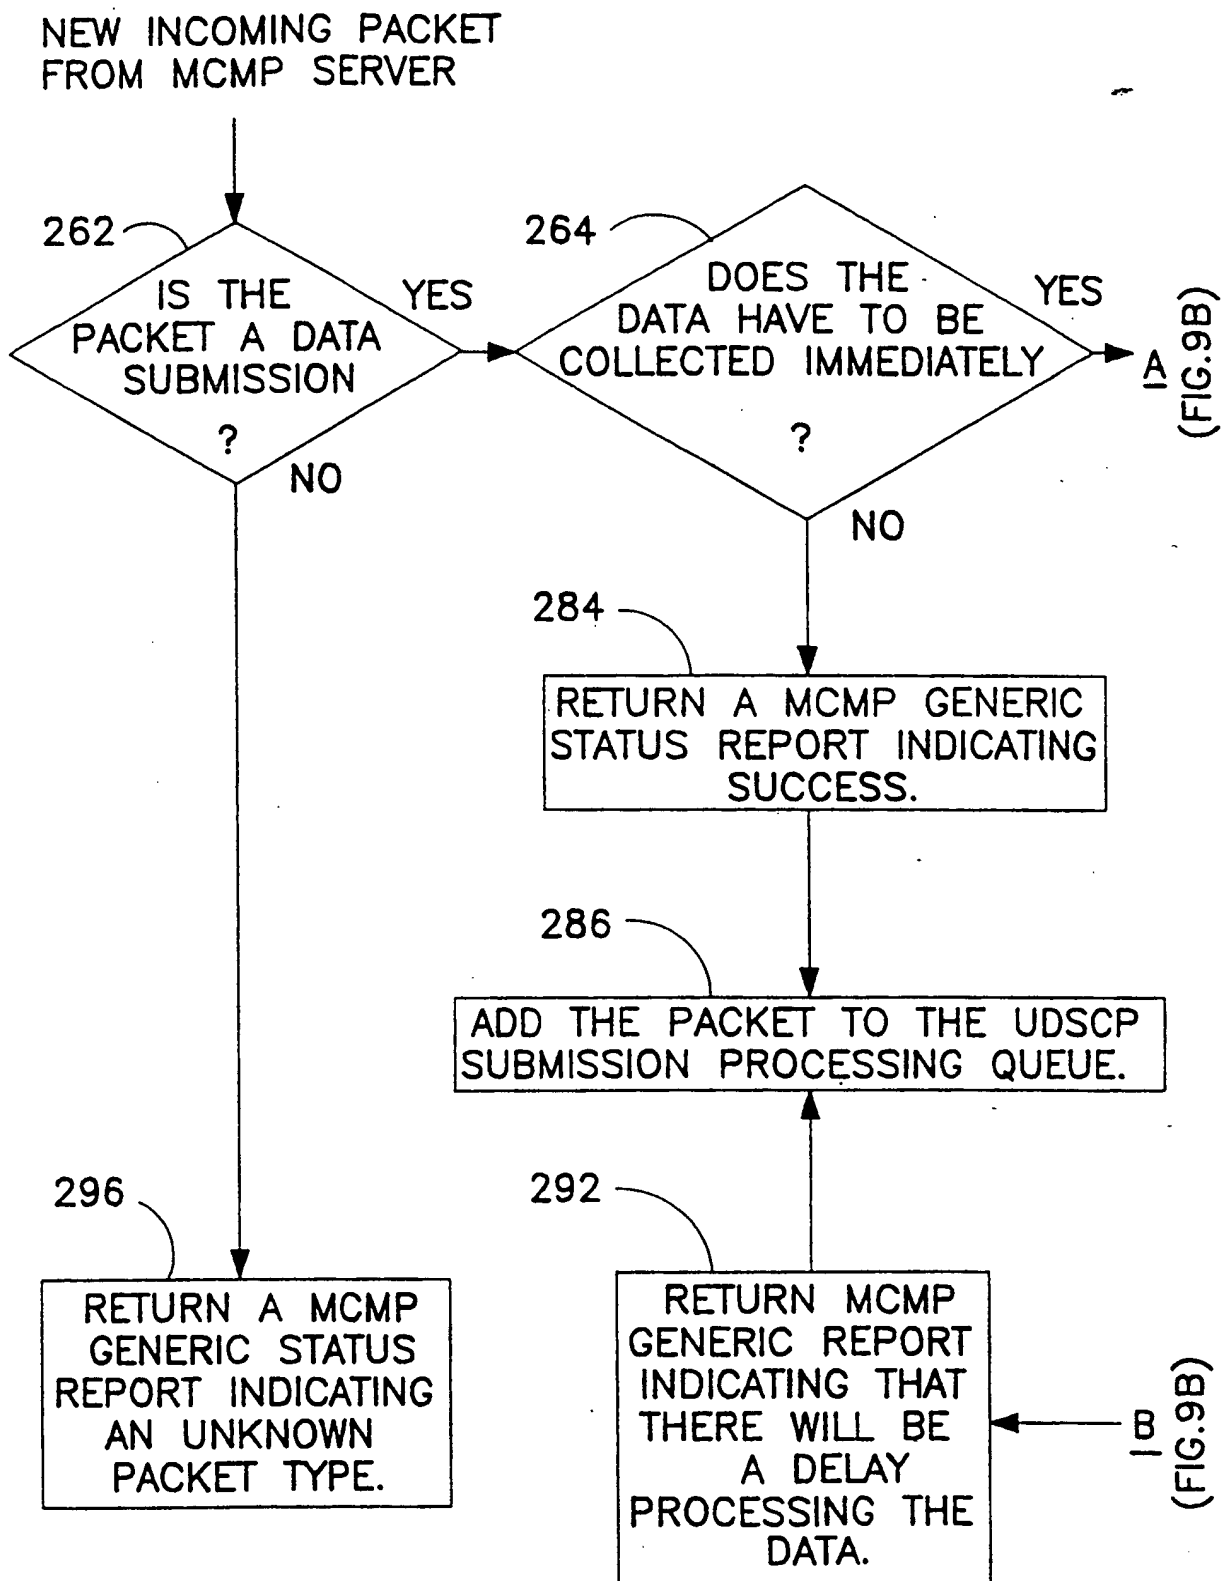 NEW INCOMING PACKET
FROM MCMP SERVER
262
IS THE
PACKET A DATA
SUBMISSION
?
YES
NO
264
DOES THE
DATA HAVE TO BE
COLLECTED IMMEDIATELY
?
YES
A
(FIG.9B)
NO
284
RETURN A MCMP GENERIC
STATUS REPORT INDICATING
SUCCESS.
286
ADD THE PACKET TO THE UDSCP
SUBMISSION PROCESSING QUEUE.
296
RETURN A MCMP
GENERIC STATUS
REPORT INDICATING
AN UNKNOWN
PACKET TYPE.
292
RETURN MCMP
GENERIC REPORT
INDICATING THAT
THERE WILL BE
A DELAY
PROCESSING THE
DATA.
B
(FIG.9B)